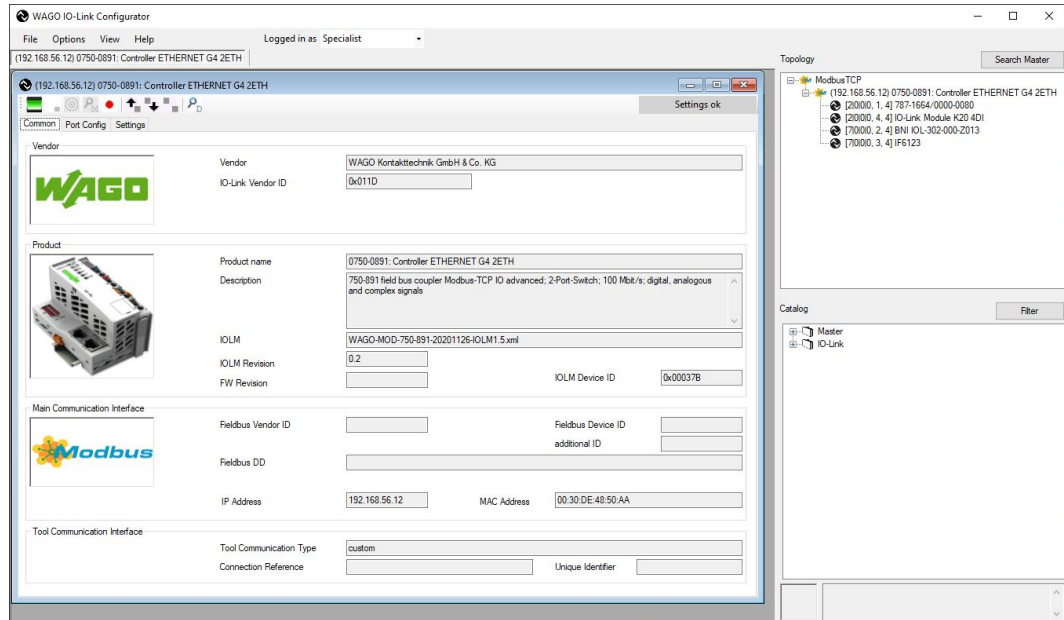 WAGO IO-Link Configurator
File Options View Help Logged in as Specialist
(192.168.56.12) 0750-0891: Controller ETHERNET G4 2ETH
(192.168.56.12) 0750-0891: Controller ETHERNET G4 2ETH
Settings ok
Common Port Config Settings
Vendor
WAGO
Vendor WAGO Kontakttechnik GmbH & Co. KG
IO-Link Vendor ID 0x011D
Product
Product name 0750-0891: Controller ETHERNET G4 2ETH
Description 750-891 field bus coupler Modbus-TCP IO advanced; 2-Port-Switch; 100 Mbit/s; digital, analogous
and complex signals
IOLM WAGO-MOD-750-891-20201126-IOLM1.5.xml
IOLM Revision 0.2
FW Revision IOLM Device ID 0x00037B
Main Communication Interface
Modbus
Fieldbus Vendor ID Fieldbus Device ID
additional ID
Fieldbus DD
IP Address 192.168.56.12 MAC Address 00:30:DE:48:50:AA
Tool Communication Interface
Tool Communication Type custom
Connection Reference Unique Identifier
Topology Search Master
ModbusTCP
(192.168.56.12) 0750-0891: Controller ETHERNET G4 2ETH
[2|0|0|0, 1, 4] 787-1664/0000-0080
[2|0|0|0, 4, 4] IO-Link Module K20 4DI
[7|0|0|0, 2, 4] BNI IOL-302-000-Z013
[7|0|0|0, 3, 4] IF6123
Catalog Filter
Master
IO-Link